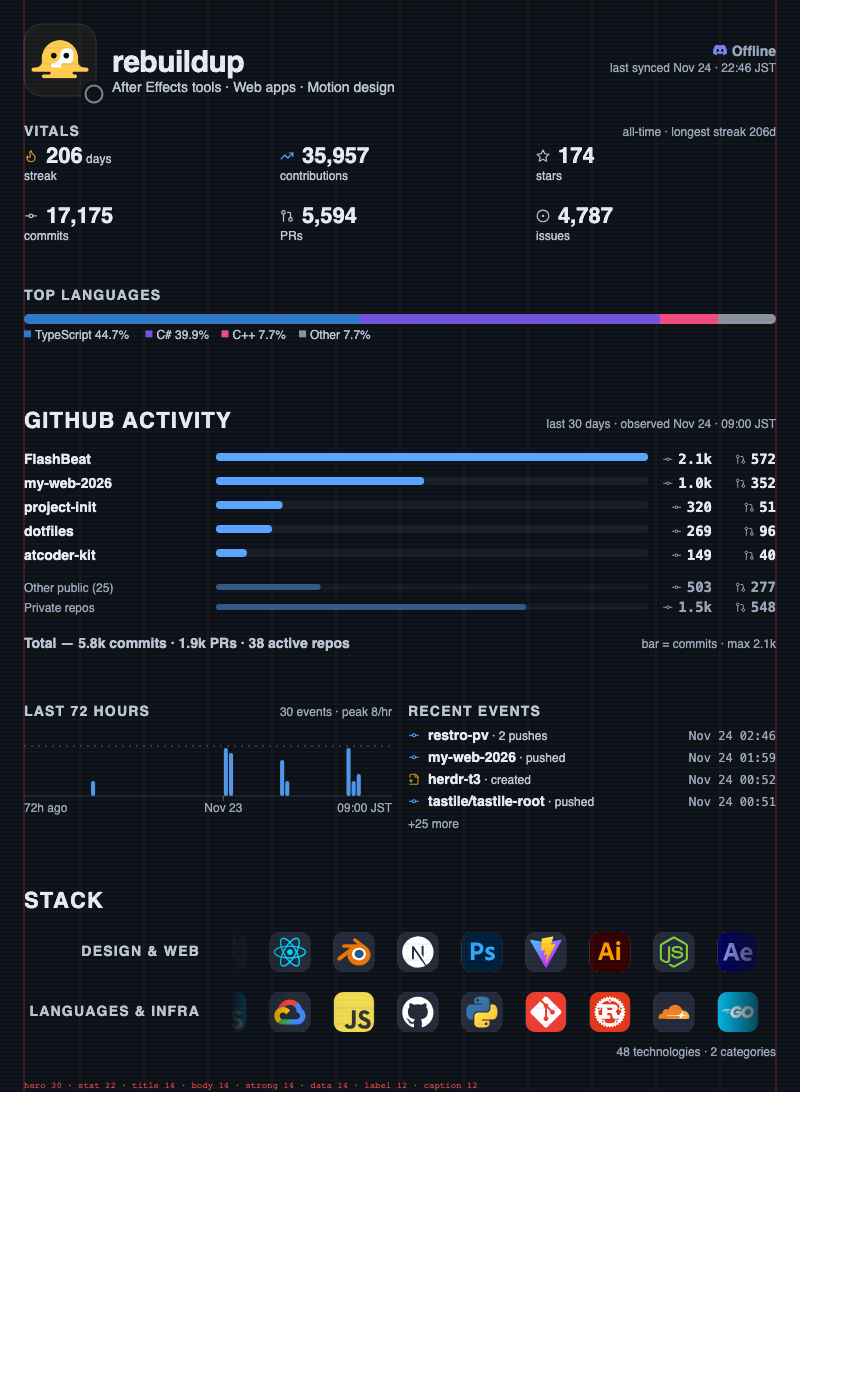 rebuildup
After Effects tools · Web apps · Motion design
Offline
last synced Nov 24 · 22:46 JST
VITALS
all-time · longest streak 206d
206 days
streak
35,957
contributions
174
stars
17,175
commits
5,594
PRs
4,787
issues
TOP LANGUAGES
TypeScript 44.7% C# 39.9% C++ 7.7% Other 7.7%
GITHUB ACTIVITY
last 30 days · observed Nov 24 · 09:00 JST
FlashBeat 2.1k 572
my-web-2026 1.0k 352
project-init 320 51
dotfiles 269 96
atcoder-kit 149 40
Other public (25) 503 277
Private repos 1.5k 548
Total — 5.8k commits · 1.9k PRs · 38 active repos
bar = commits · max 2.1k
LAST 72 HOURS
30 events · peak 8/hr
72h ago Nov 23 09:00 JST
RECENT EVENTS
restro-pv · 2 pushes Nov 24 02:46
my-web-2026 · pushed Nov 24 01:59
herdr-t3 · created Nov 24 00:52
tastile/tastile-root · pushed Nov 24 00:51
+25 more
STACK
DESIGN & WEB
N Ps Ai JS Ae
LANGUAGES & INFRA
S JS R GO
48 technologies · 2 categories
hero 30 · stat 22 · title 14 · body 14 · strong 14 · data 14 · label 12 · caption 12